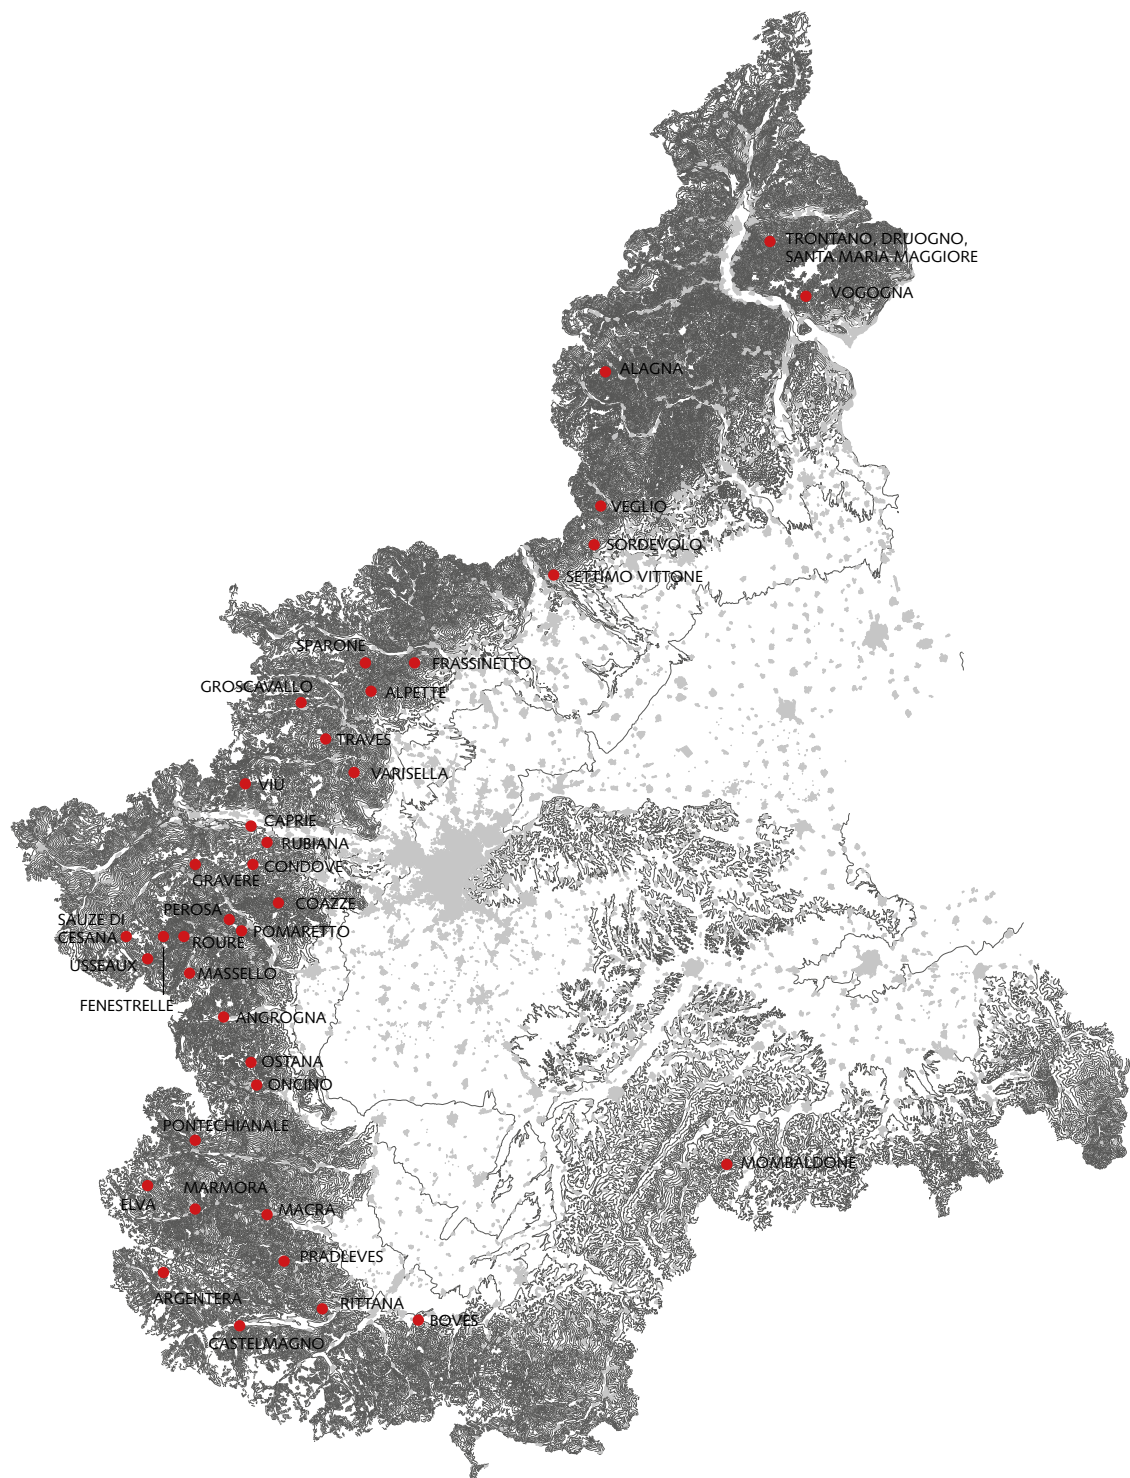 TRONTANO, DRUOGNO,
SANTA MARIA MAGGIORE
VOGOGNA
ALAGNA
VEGLIO
SORDEVOLO
SETTIMO VITTONE
SPARONE
FRASSINETTO
GROSCAVALLO
ALPETTE
TRAVES
VARISELLA
VIÙ
CAPRIE
RUBIANA
CONDOVE
GRAVERE
COAZZE
PEROSA
SAUZE DI
CESANA
POMARETTO
ROURE
USSEAUX
MASSELLO
FENESTRELLE
ANGROGNA
OSTANA
ONCINO
PONTECHIANALE
MOMBALDONE
MARMORA
ELVA
MACRA
PRADLEVES
ARGENTERA
RITTANA
BOVES
CASTELMAGNO